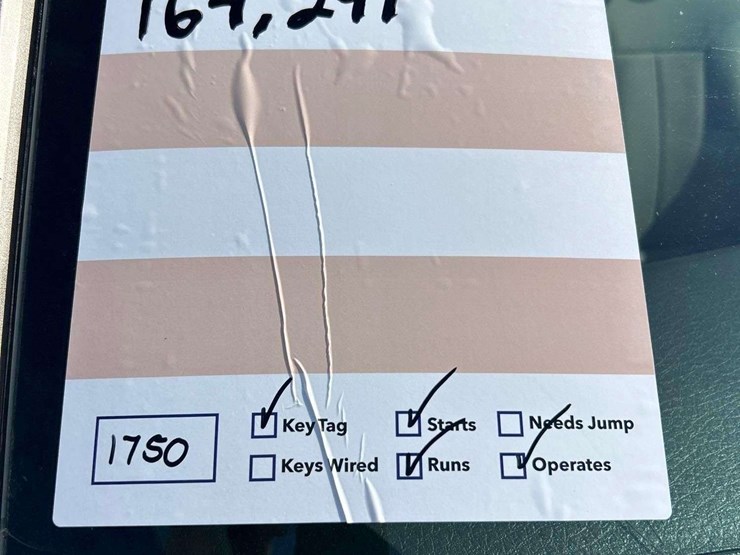 1750
Key Tag Starts Needs Jump
Keys Wired Runs Operates